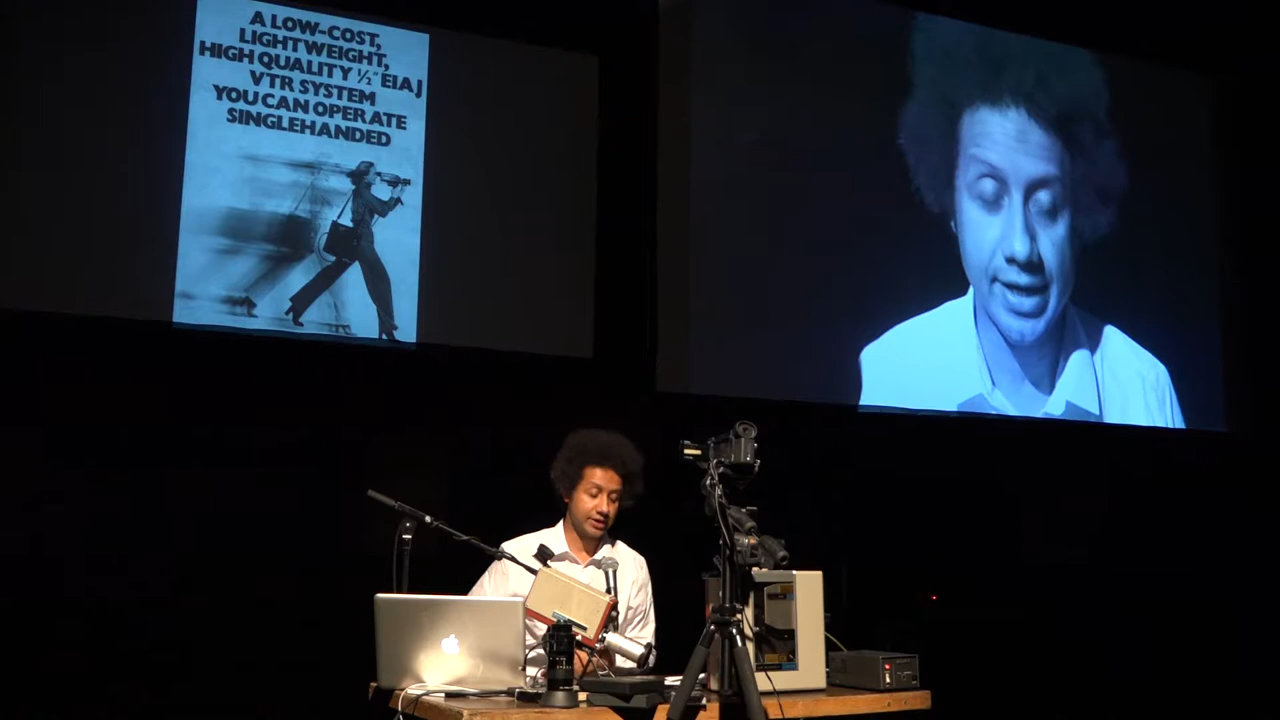 A LOW-COST,
LIGHTWEIGHT,
HIGH QUALITY ½" EIAJ
VTR SYSTEM
YOU CAN OPERATE
SINGLEHANDED